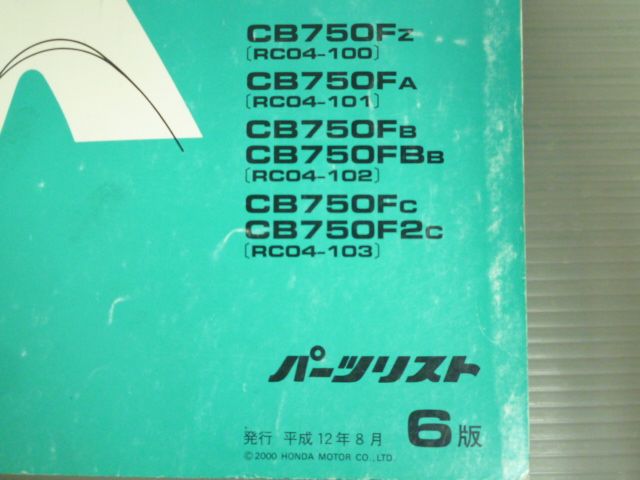 CB750Fz
〔RC04-100〕
CB750FA
〔RC04-101〕
CB750FB
CB750FBB
〔RC04-102〕
CB750Fc
CB750F2c
〔RC04-103〕
パーツリスト
発行 平成12年8月 6版
©2000 HONDA MOTOR CO., LTD.